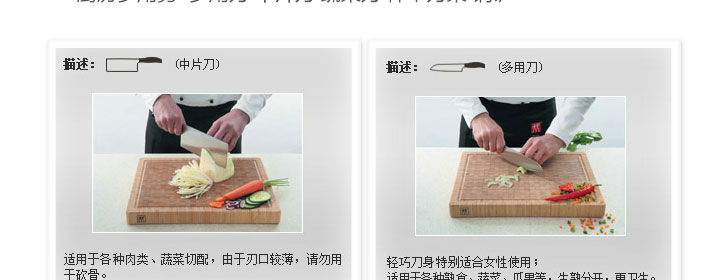 描述： （中片刀）
适用于各种肉类、蔬菜切配，由于刃口较薄，请勿用
于砍骨。
描述： （多用刀）
轻巧刀身特别适合女性使用；
适用于各种熟食、蔬菜、瓜果等，生熟分开，更卫生。